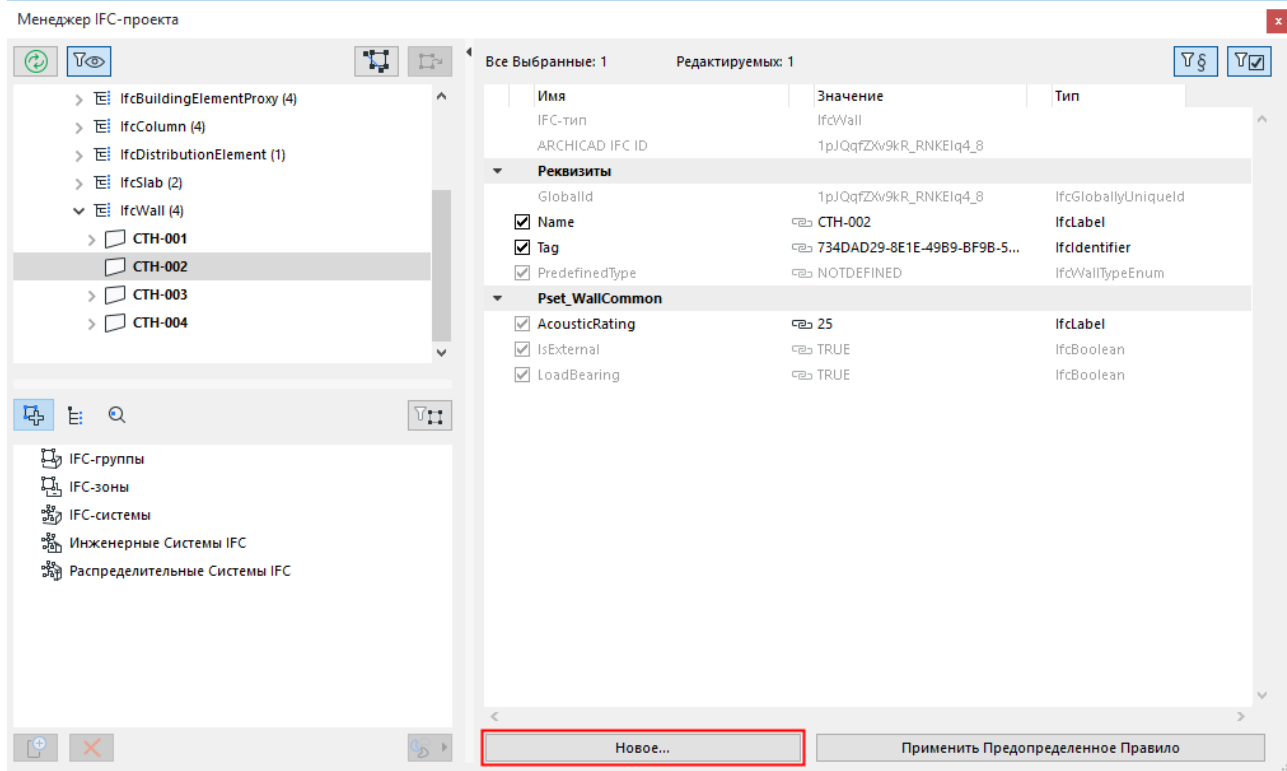 Менеджер IFC-проекта
x
Все Выбранные: 1 Редактируемых: 1
IfcBuildingElementProxy (4)
IfcColumn (4)
IfcDistributionElement (1)
IfcSlab (2)
IfcWall (4)
СТН-001
СТН-002
СТН-003
СТН-004
IFC-группы
IFC-зоны
IFC-системы
Инженерные Системы IFC
Распределительные Системы IFC
Имя Значение Тип
IFC-тип IfcWall
ARCHICAD IFC ID 1pJQqfZXv9kR_RNKEIq4_8
Реквизиты
GlobalId 1pJQqfZXv9kR_RNKEIq4_8 IfcGloballyUniqueId
Name СТН-002 IfcLabel
Tag 734DAD29-8E1E-49B9-BF9B-5... IfcIdentifier
PredefinedType NOTDEFINED IfcWallTypeEnum
Pset_WallCommon
AcousticRating 25 IfcLabel
IsExternal TRUE IfcBoolean
LoadBearing TRUE IfcBoolean
Новое... Применить Предопределенное Правило